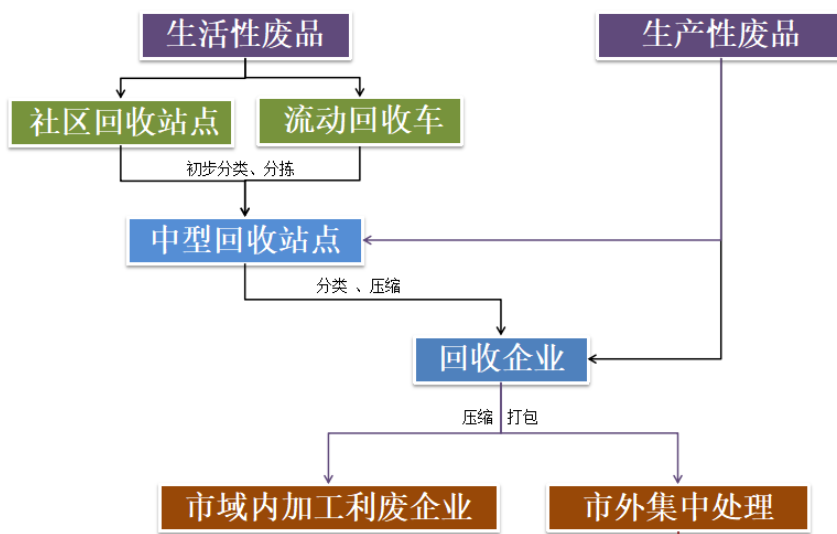 生活性废品
生产性废品
社区回收站点
流动回收车
初步分类、分拣
中型回收站点
分类 、压缩
回收企业
压缩 打包
市域内加工利废企业
市外集中处理